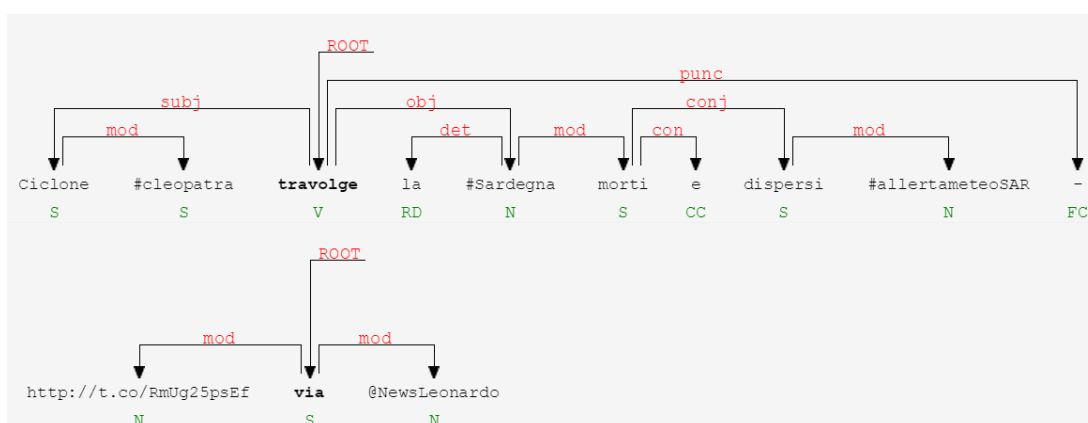 ROOT
punc
subj obj conj
mod det mod con mod
Ciclone #cleopatra travolge la #Sardegna morti e dispersi #allertameteoSAR -
S S V RD N S CC S N FC
ROOT
mod mod
http://t.co/RmUg25psEf via @NewsLeonardo
N S N